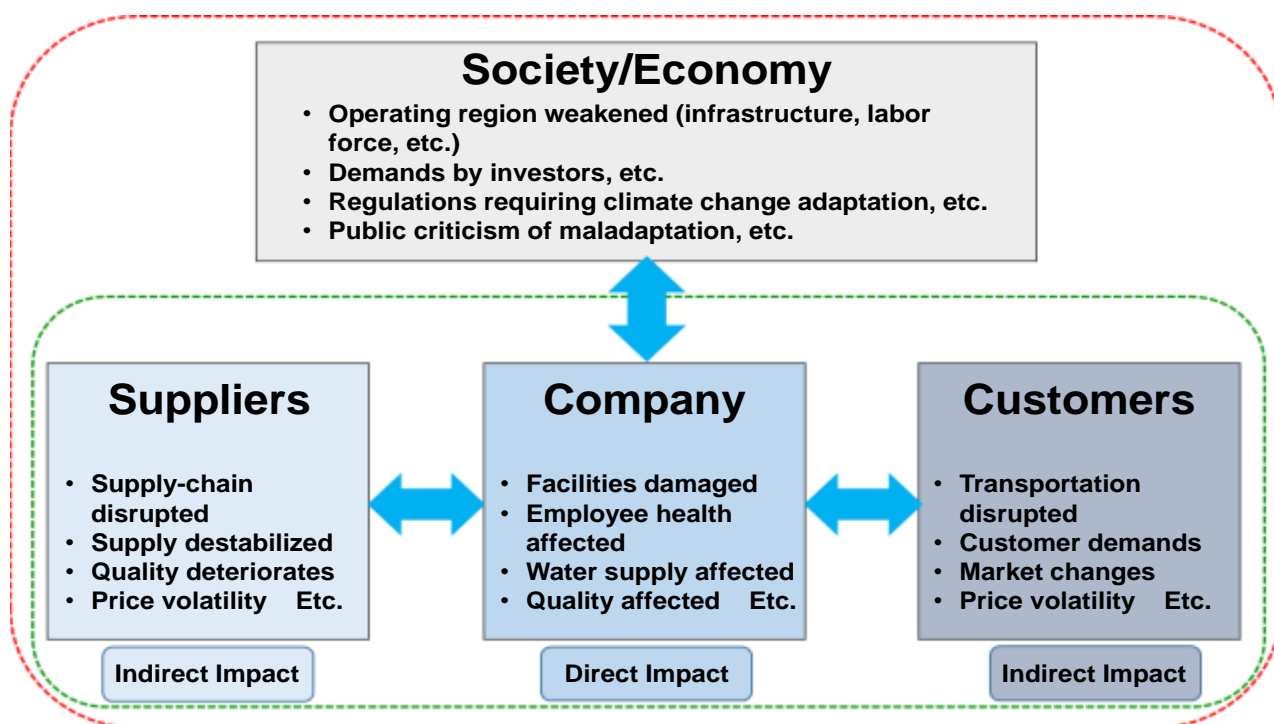 Society/Economy
• Operating region weakened (infrastructure, labor
force, etc.)
• Demands by investors, etc.
• Regulations requiring climate change adaptation, etc.
• Public criticism of maladaptation, etc.
Suppliers
• Supply-chain
disrupted
• Supply destabilized
• Quality deteriorates
• Price volatility Etc.
Indirect Impact
Company
• Facilities damaged
• Employee health
affected
• Water supply affected
• Quality affected Etc.
Direct Impact
Customers
• Transportation
disrupted
• Customer demands
• Market changes
• Price volatility Etc.
Indirect Impact